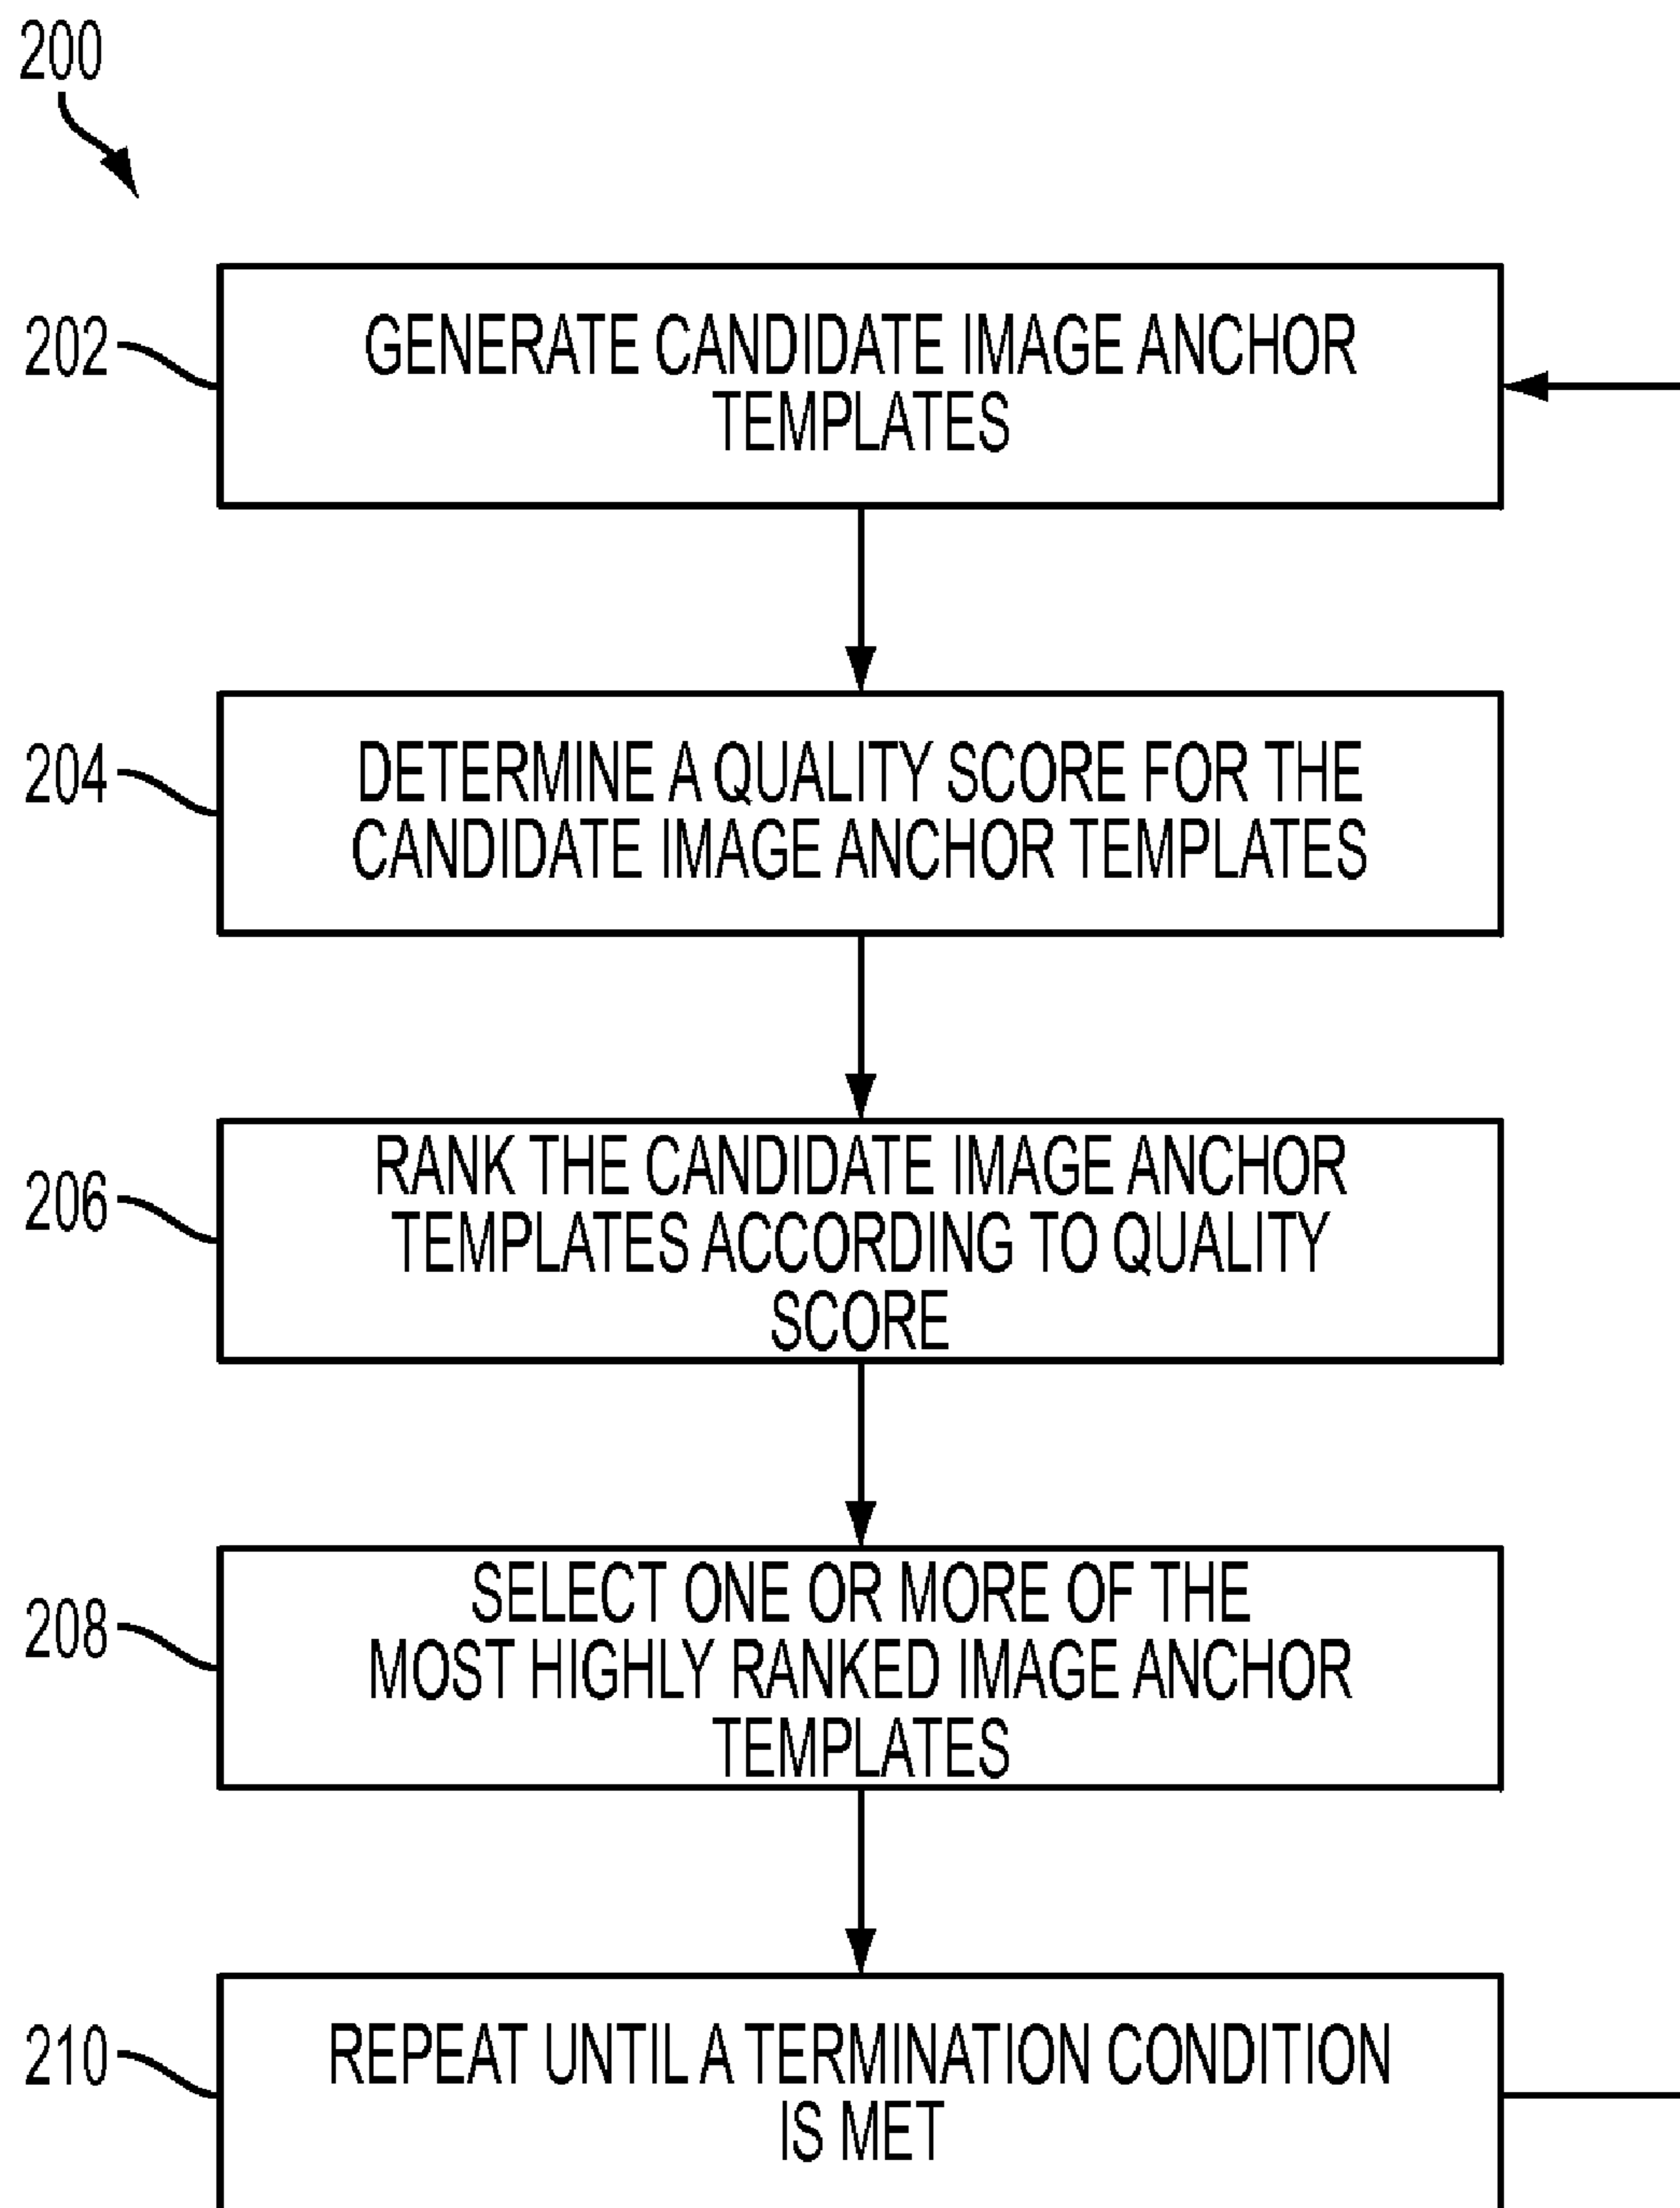 200
202
GENERATE CANDIDATE IMAGE ANCHOR
TEMPLATES
204
DETERMINE A QUALITY SCORE FOR THE
CANDIDATE IMAGE ANCHOR TEMPLATES
206
RANK THE CANDIDATE IMAGE ANCHOR
TEMPLATES ACCORDING TO QUALITY
SCORE
208
SELECT ONE OR MORE OF THE
MOST HIGHLY RANKED IMAGE ANCHOR
TEMPLATES
210
REPEAT UNTIL A TERMINATION CONDITION
IS MET